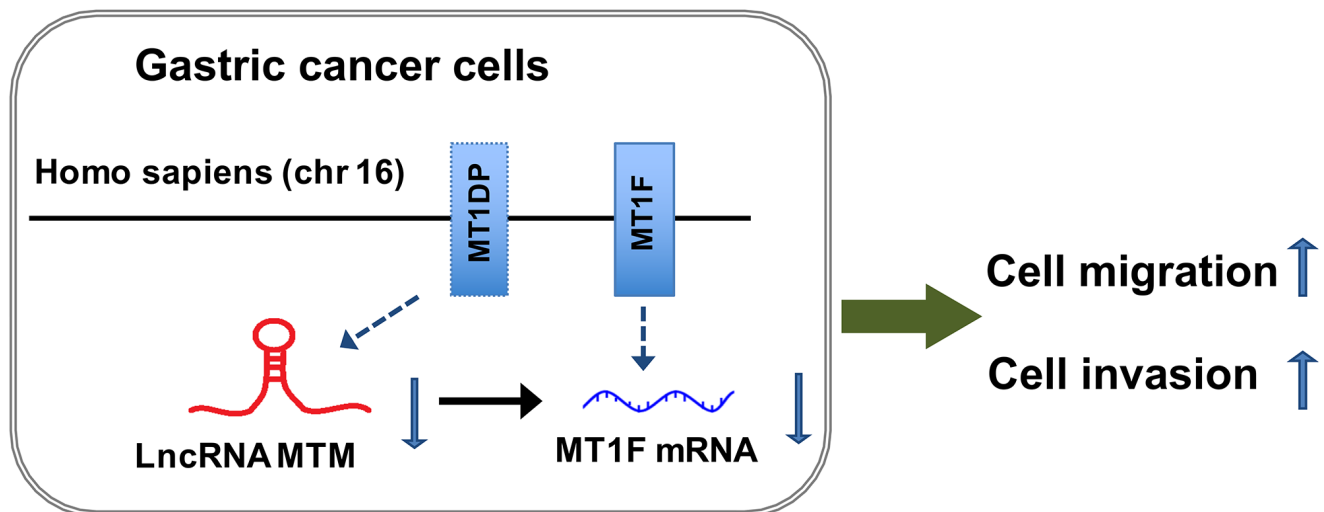 Gastric cancer cells
Homo sapiens (chr 16)
MT1DP
MT1F
Cell migration
Cell invasion
LncRNA MTM
MT1F mRNA